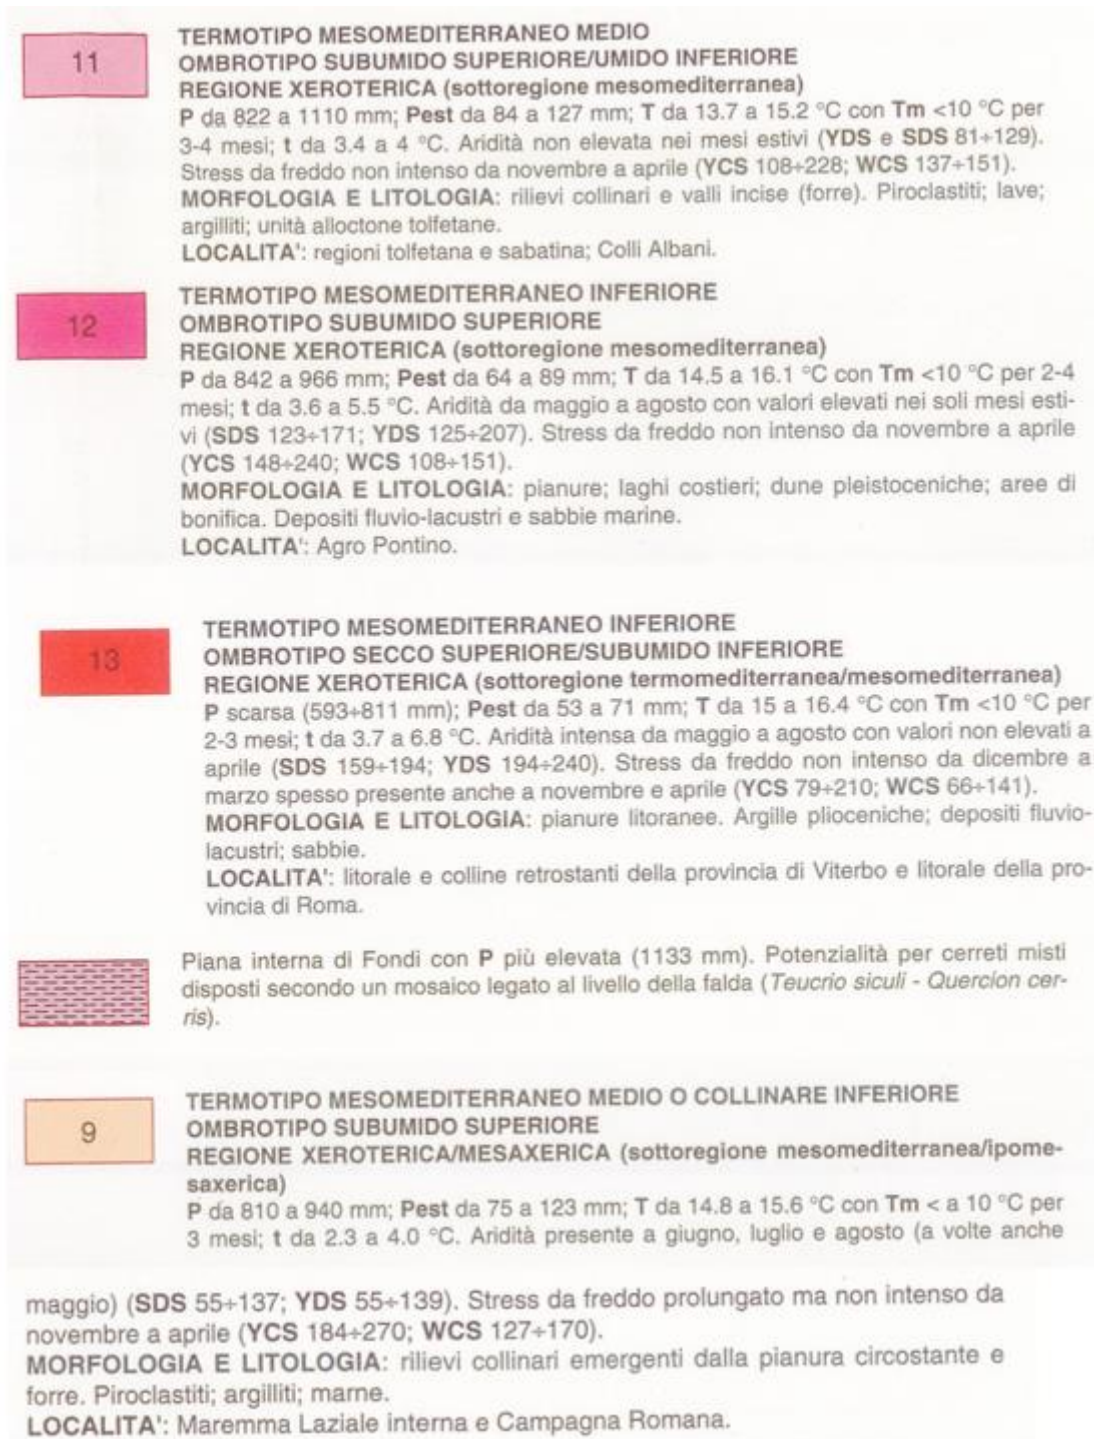 11
TERMOTIPO MESOMEDITERRANEO MEDIO
OMBROTIPO SUBUMIDO SUPERIORE/UMIDO INFERIORE
REGIONE XEROTERICA (sottoregione mesomediterranea)
P da 822 a 1110 mm; Pest da 84 a 127 mm; T da 13.7 a 15.2 °C con Tm <10 °C per
3-4 mesi; t da 3.4 a 4 °C. Aridità non elevata nei mesi estivi (YDS e SDS 81÷129).
Stress da freddo non intenso da novembre a aprile (YCS 108÷228; WCS 137÷151).
MORFOLOGIA E LITOLOGIA: rilievi collinari e valli incise (forre). Piroclastiti; lave;
argilliti; unità alloctone tolfetane.
LOCALITA': regioni tolfetana e sabatina; Colli Albani.
12
TERMOTIPO MESOMEDITERRANEO INFERIORE
OMBROTIPO SUBUMIDO SUPERIORE
REGIONE XEROTERICA (sottoregione mesomediterranea)
P da 842 a 966 mm; Pest da 64 a 89 mm; T da 14.5 a 16.1 °C con Tm <10 °C per 2-4
mesi; t da 3.6 a 5.5 °C. Aridità da maggio a agosto con valori elevati nei soli mesi esti-
vi (SDS 123÷171; YDS 125÷207). Stress da freddo non intenso da novembre a aprile
(YCS 148÷240; WCS 108÷151).
MORFOLOGIA E LITOLOGIA: pianure; laghi costieri; dune pleistoceniche; aree di
bonifica. Depositi fluvio-lacustri e sabbie marine.
LOCALITA': Agro Pontino.
13
TERMOTIPO MESOMEDITERRANEO INFERIORE
OMBROTIPO SECCO SUPERIORE/SUBUMIDO INFERIORE
REGIONE XEROTERICA (sottoregione termomediterranea/mesomediterranea)
P scarsa (593÷811 mm); Pest da 53 a 71 mm; T da 15 a 16.4 °C con Tm <10 °C per
2-3 mesi; t da 3.7 a 6.8 °C. Aridità intensa da maggio a agosto con valori non elevati a
aprile (SDS 159÷194; YDS 194÷240). Stress da freddo non intenso da dicembre a
marzo spesso presente anche a novembre e aprile (YCS 79÷210; WCS 66÷141).
MORFOLOGIA E LITOLOGIA: pianure litoranee. Argille plioceniche; depositi fluvio-
lacustri; sabbie.
LOCALITA': litorale e colline retrostanti della provincia di Viterbo e litorale della pro-
vincia di Roma.
Piana interna di Fondi con P più elevata (1133 mm). Potenzialità per cerreti misti
disposti secondo un mosaico legato al livello della falda (Teucrio siculi - Quercion cer-
ris).
9
TERMOTIPO MESOMEDITERRANEO MEDIO O COLLINARE INFERIORE
OMBROTIPO SUBUMIDO SUPERIORE
REGIONE XEROTERICA/MESAXERICA (sottoregione mesomediterranea/ipome-
saxerica)
P da 810 a 940 mm; Pest da 75 a 123 mm; T da 14.8 a 15.6 °C con Tm < a 10 °C per
3 mesi; t da 2.3 a 4.0 °C. Aridità presente a giugno, luglio e agosto (a volte anche
maggio) (SDS 55÷137; YDS 55÷139). Stress da freddo prolungato ma non intenso da
novembre a aprile (YCS 184÷270; WCS 127÷170).
MORFOLOGIA E LITOLOGIA: rilievi collinari emergenti dalla pianura circostante e
forre. Piroclastiti; argilliti; marne.
LOCALITA': Maremma Laziale interna e Campagna Romana.